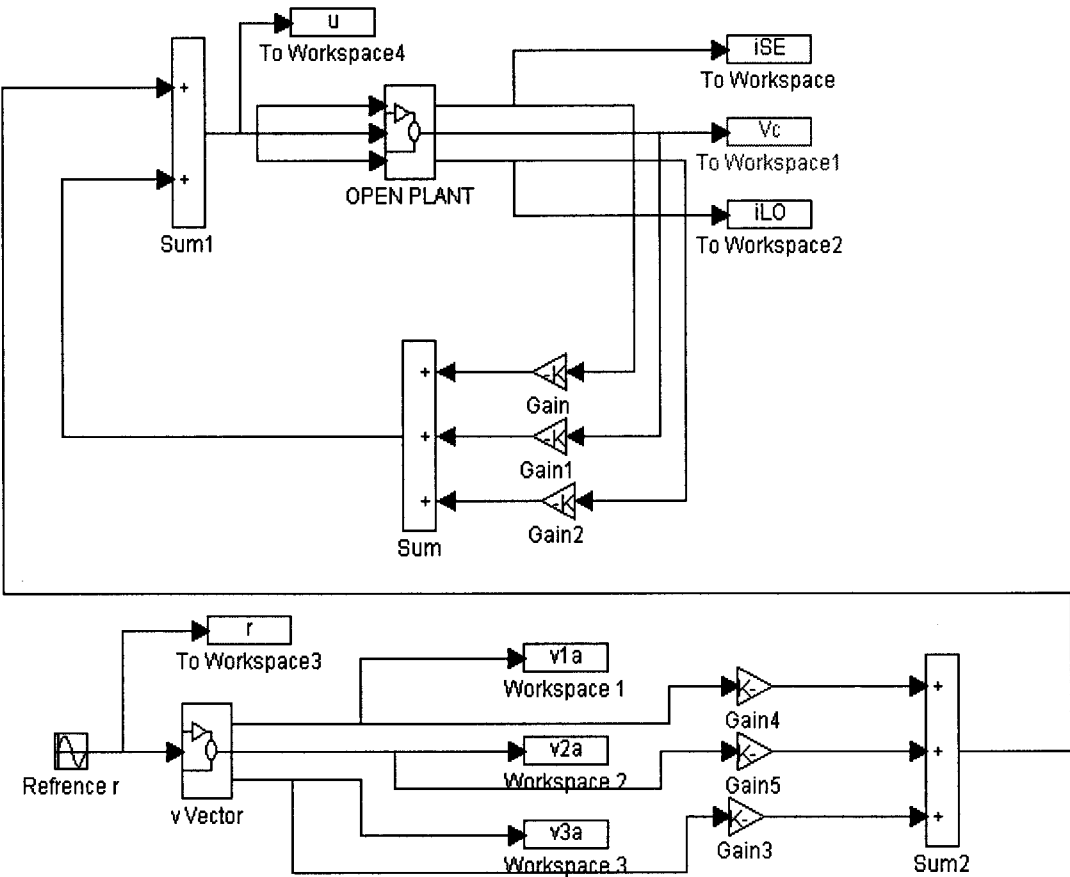 u
To Workspace4
iSE
To Workspace
+
Vc
To Workspace1
+
OPEN PLANT
iLO
Sum1
To Workspace2
+
-K
Gain
+
-K
Gain1
+
-K
Gain2
Sum
r
To Workspace3
v1a
Workspace 1
+
K-
Gain4
v2a
+
K-
Refrence r
Workspace 2
Gain5
v Vector
v3a
+
K-
Gain3
Workspace 3
Sum2